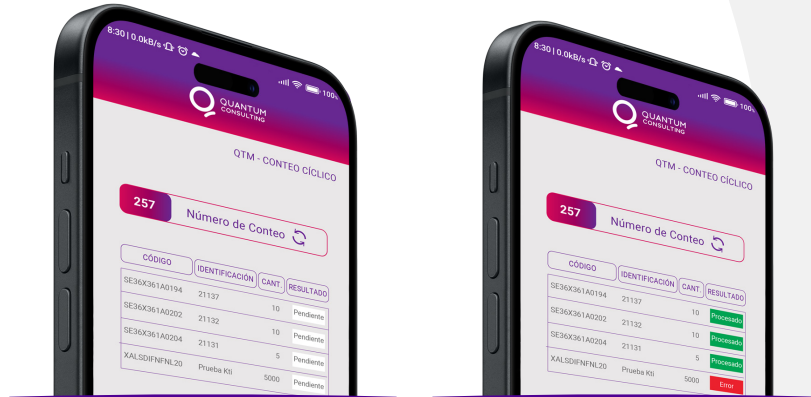 8:30 | 0.0kB/s
100%
QUANTUM
CONSULTING
QTM - CONTEO CÍCLICO
257 Número de Conteo
CÓDIGO IDENTIFICACIÓN CANT. RESULTADO
SE36X361A0194 21137 10 Pendiente
SE36X361A0202 21132 10 Pendiente
SE36X361A0204 21131 5 Pendiente
XALSDIFNFNL20 Prueba Kti 5000 Pendiente
8:30 | 0.0kB/s
100%
QUANTUM
CONSULTING
QTM - CONTEO CÍCLICO
257 Número de Conteo
CÓDIGO IDENTIFICACIÓN CANT. RESULTADO
SE36X361A0194 21137 10 Procesado
SE36X361A0202 21132 10 Procesado
SE36X361A0204 21131 5 Procesado
XALSDIFNFNL20 Prueba Kti 5000 Error